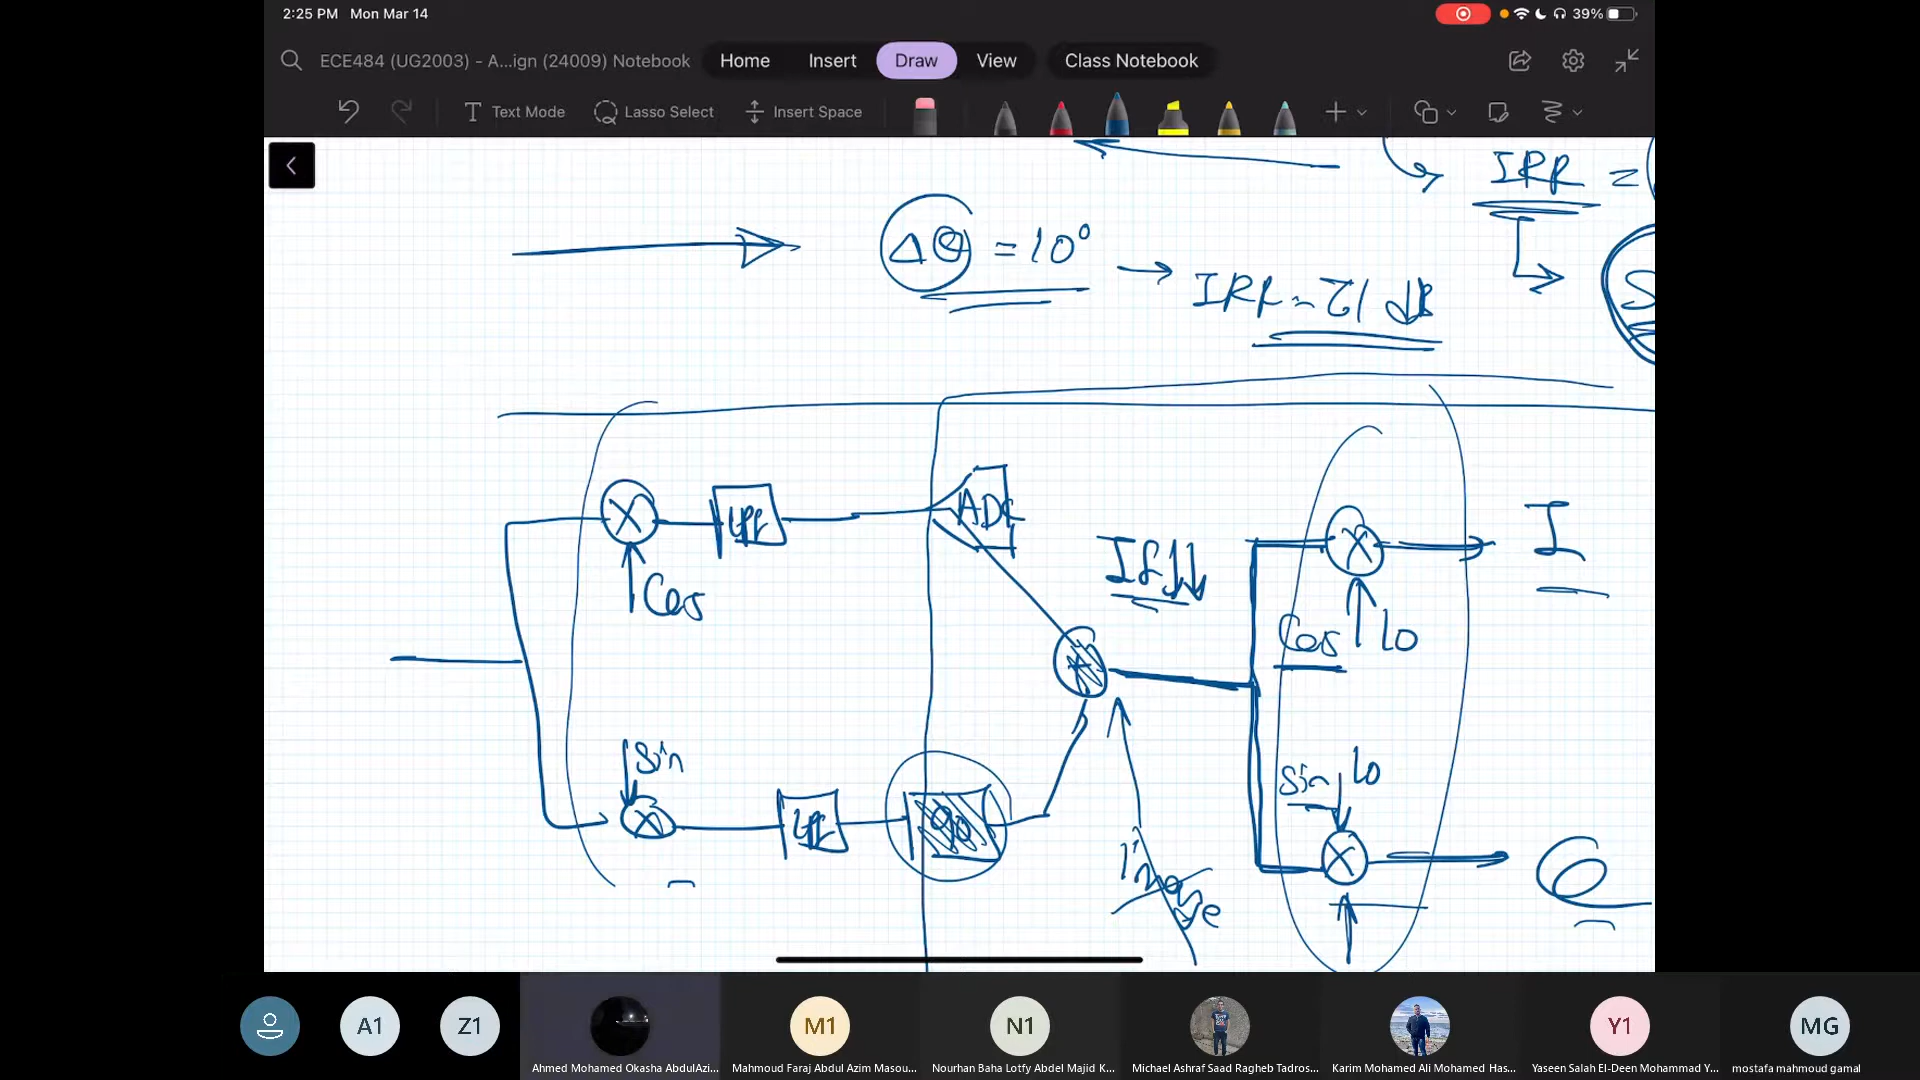 2:25 PM Mon Mar 14
39%
ECE484 (UG2003) - A...ign (24009) Notebook
Home Insert Draw View Class Notebook
Text Mode Lasso Select Insert Space
IRR =
ΔΘ = 10°
→ IRR ~ 21 dB
S
LPF
ADC
I
IF↓↓
Cos
Cos
LO
Sin
Sin
LO
LPF
90
Image
Q
A1
Z1
M1
N1
Y1
MG
Ahmed Mohamed Okasha AbdulAzi...
Mahmoud Faraj Abdul Azim Masou...
Nourhan Baha Lotfy Abdel Majid K...
Michael Ashraf Saad Ragheb Tadros...
Karim Mohamed Ali Mohamed Has...
Yaseen Salah El-Deen Mohammad Y...
mostafa mahmoud gamal